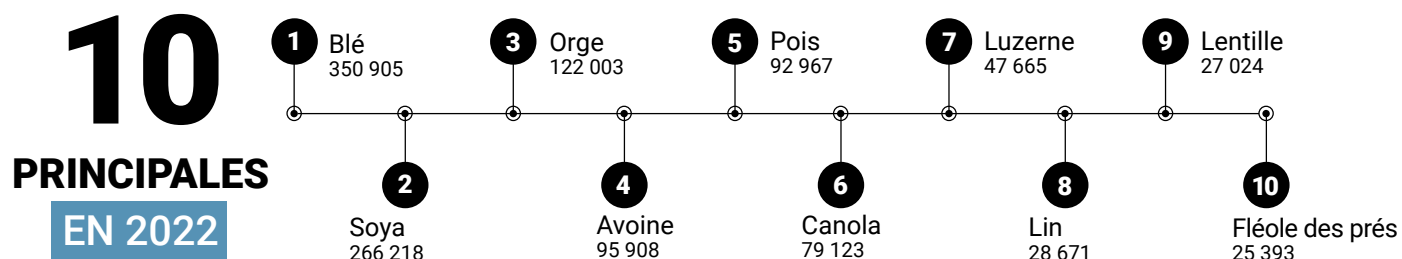 10
PRINCIPALES
EN 2022
1
Blé
350 905
2
Soya
266 218
3
Orge
122 003
4
Avoine
95 908
5
Pois
92 967
6
Canola
79 123
7
Luzerne
47 665
8
Lin
28 671
9
Lentille
27 024
10
Fléole des prés
25 393